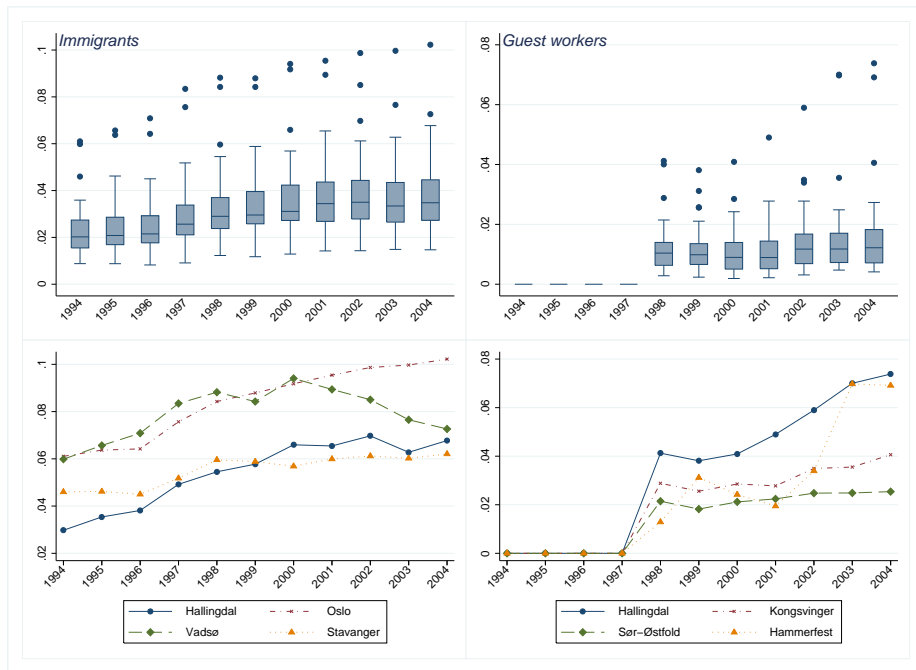 Immigrants
.1
.08
.06
.04
.02
0
1994 1995 1996 1997 1998 1999 2000 2001 2002 2003 2004
Guest workers
.08
.06
.04
.02
0
1994 1995 1996 1997 1998 1999 2000 2001 2002 2003 2004
.1
.08
.06
.04
.02
1994 1995 1996 1997 1998 1999 2000 2001 2002 2003 2004
Hallingdal Oslo
Vadsø Stavanger
.08
.06
.04
.02
0
1994 1995 1996 1997 1998 1999 2000 2001 2002 2003 2004
Hallingdal Kongsvinger
Sør−Østfold Hammerfest